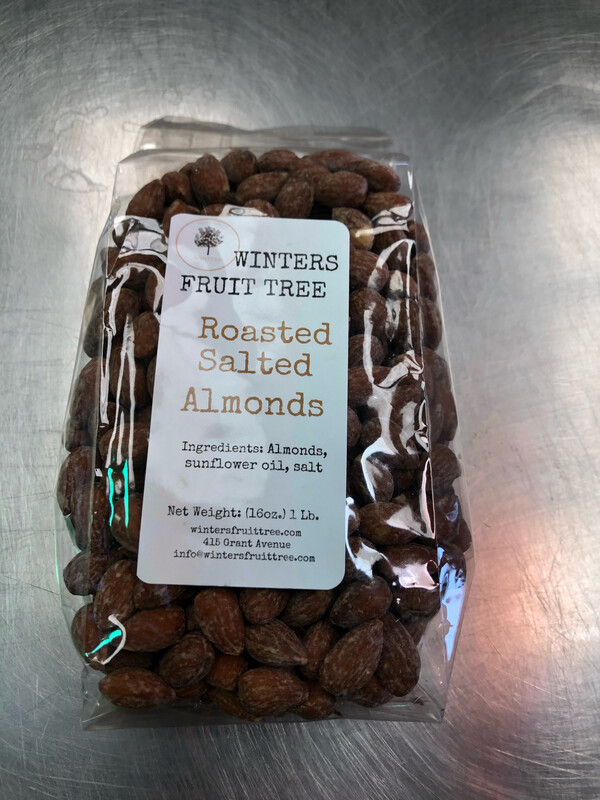 WINTERS
FRUIT TREE
Roasted
Salted
Almonds
Ingredients: Almonds,
sunflower oil, salt
Net Weight: (16oz.) 1 Lb.
wintersfruittree.com
415 Grant Avenue
info@wintersfruittree.com